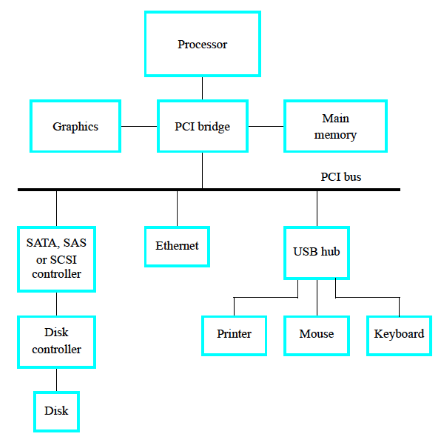 Processor
Graphics
PCI bridge
Main
memory
PCI bus
SATA, SAS
or SCSI
controller
Ethernet
USB hub
Disk
controller
Printer
Mouse
Keyboard
Disk